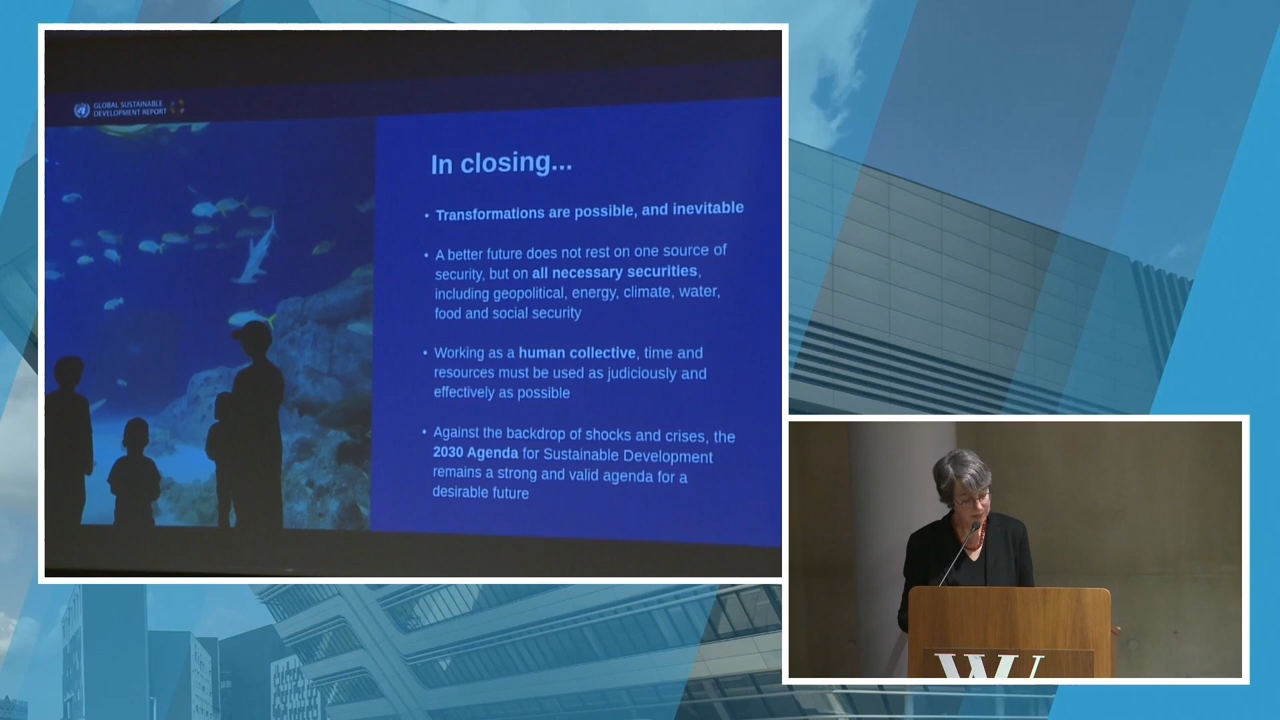 GLOBAL SUSTAINABLE
DEVELOPMENT REPORT
In closing...
• Transformations are possible, and inevitable
• A better future does not rest on one source of
security, but on all necessary securities,
including geopolitical, energy, climate, water,
food and social security
• Working as a human collective, time and
resources must be used as judiciously and
effectively as possible
• Against the backdrop of shocks and crises, the
2030 Agenda for Sustainable Development
remains a strong and valid agenda for a
desirable future
W